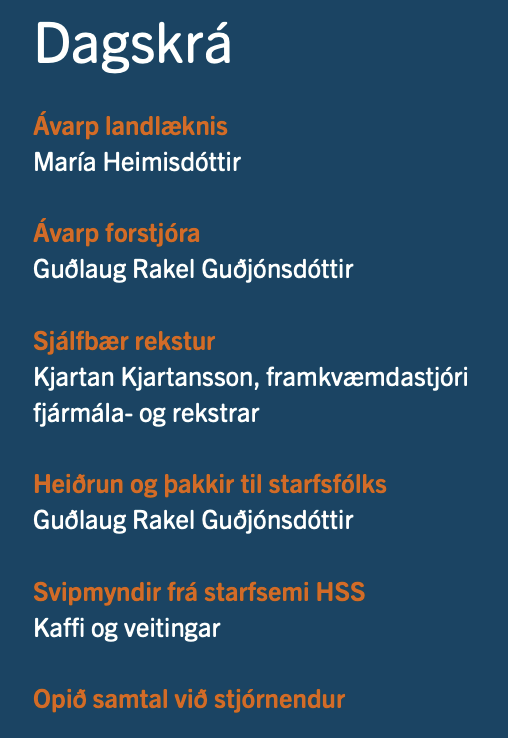 Dagskrá
Ávarp landlæknis
María Heimisdóttir
Ávarp forstjóra
Guðlaug Rakel Guðjónsdóttir
Sjálfbær rekstur
Kjartan Kjartansson, framkvæmdastjóri
fjármála- og rekstrar
Heiðrun og þakkir til starfsfólks
Guðlaug Rakel Guðjónsdóttir
Svipmyndir frá starfsemi HSS
Kaffi og veitingar
Opið samtal við stjórnendur